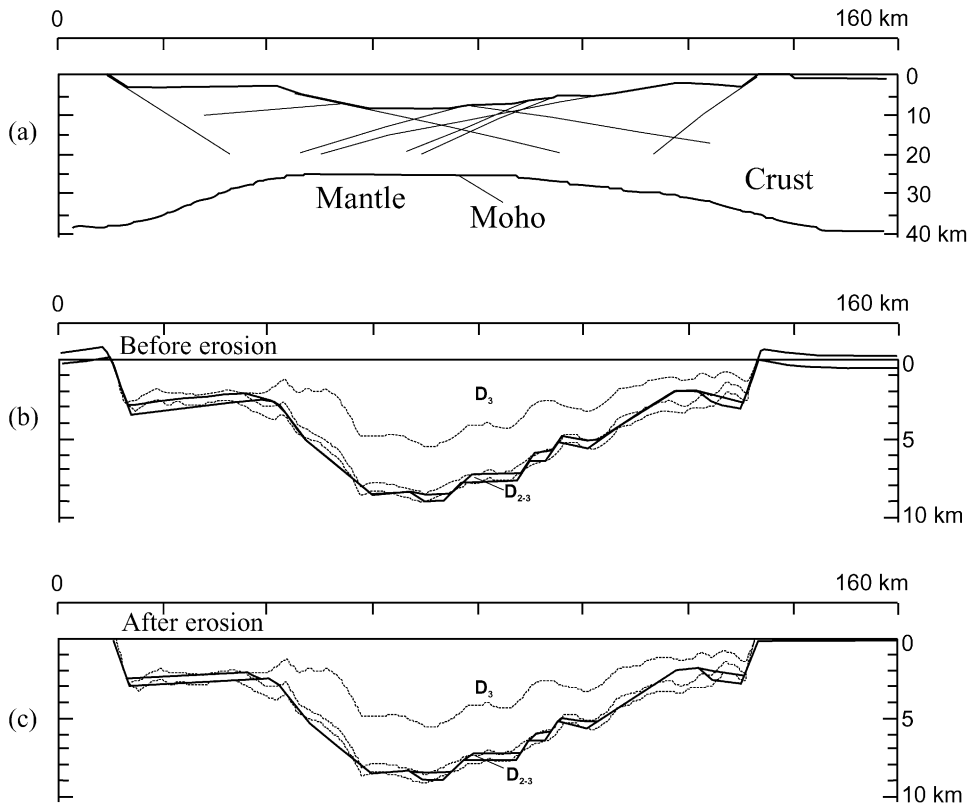 0 160 km
(a)
0
10
20
30
40 km
Mantle
Moho
Crust
0 160 km
Before erosion
(b)
D₃
D₂₋₃
0
5
10 km
0 160 km
After erosion
(c)
D₃
D₂₋₃
0
5
10 km